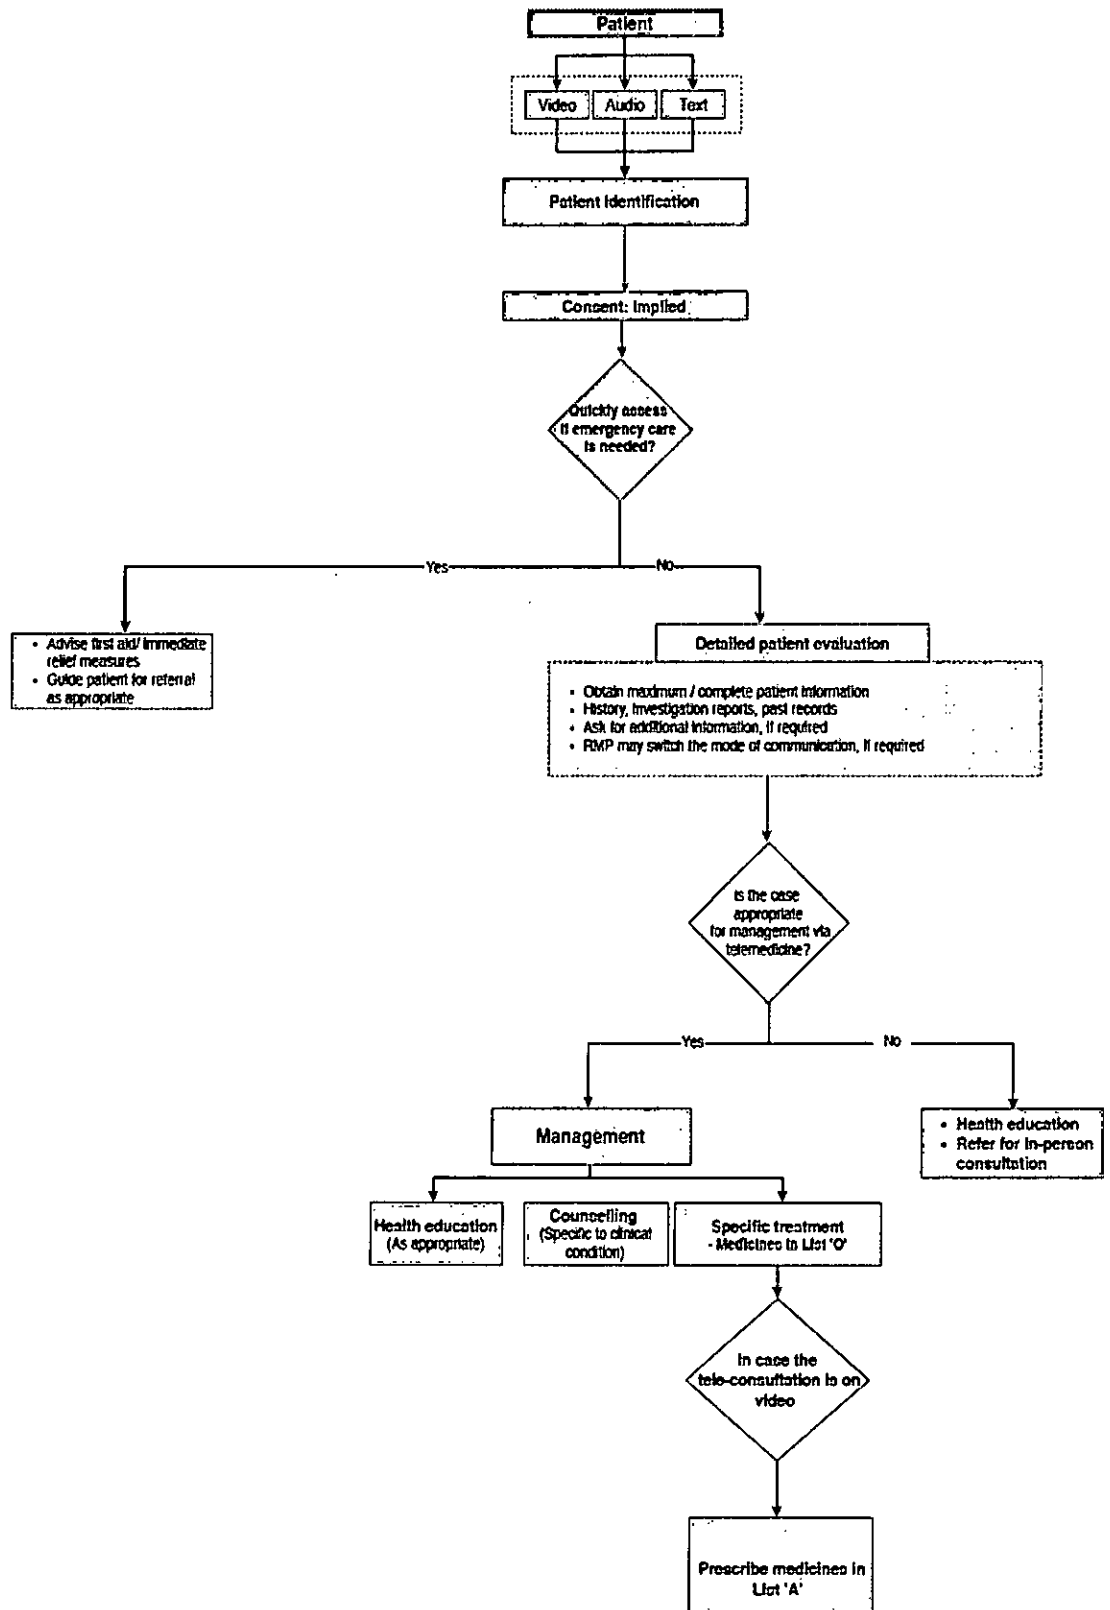 Patient
Video
Audio
Text
Patient Identification
Consent: Implied
Quickly assess
if emergency care
is needed?
Yes
No
• Advise first aid/ immediate
relief measures
• Guide patient for referral
as appropriate
Detailed patient evaluation
• Obtain maximum / complete patient information
• History, Investigation reports, past records
• Ask for additional information, if required
• RMP may switch the mode of communication, if required
Is the case
appropriate
for management via
telemedicine?
Yes
No
Management
• Health education
• Refer for in-person
consultation
Health education
(As appropriate)
Counselling
(Specific to clinical
condition)
Specific treatment
- Medicines in List 'O'
In case the
tele-consultation is on
video
Prescribe medicines in
List 'A'